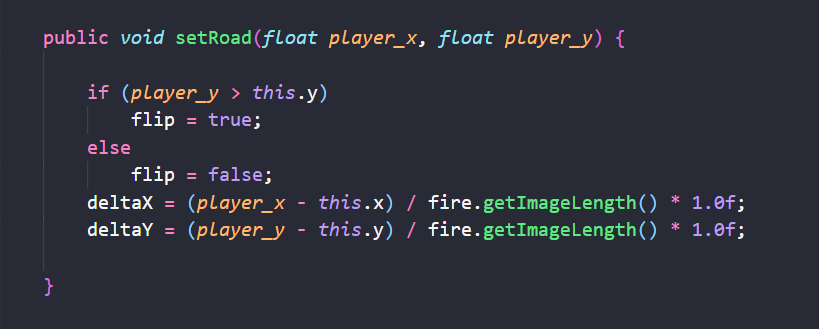 public void setRoad(float player_x, float player_y) {
if (player_y > this.y)
flip = true;
else
flip = false;
deltaX = (player_x - this.x) / fire.getImageLength() * 1.0f;
deltaY = (player_y - this.y) / fire.getImageLength() * 1.0f;
}